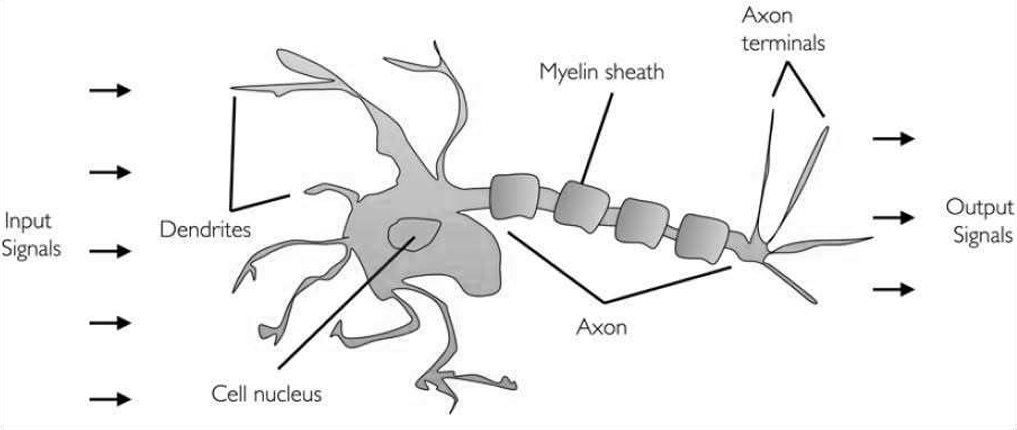 Axon
terminals
Myelin sheath
Input
Signals
Dendrites
Output
Signals
Axon
Cell nucleus